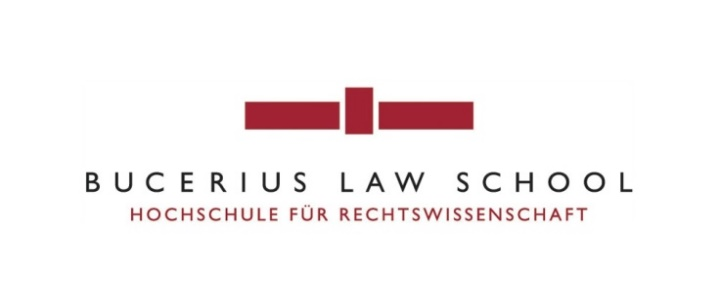 BUCERIUS LAW SCHOOL
HOCHSCHULE FÜR RECHTSWISSENSCHAFT